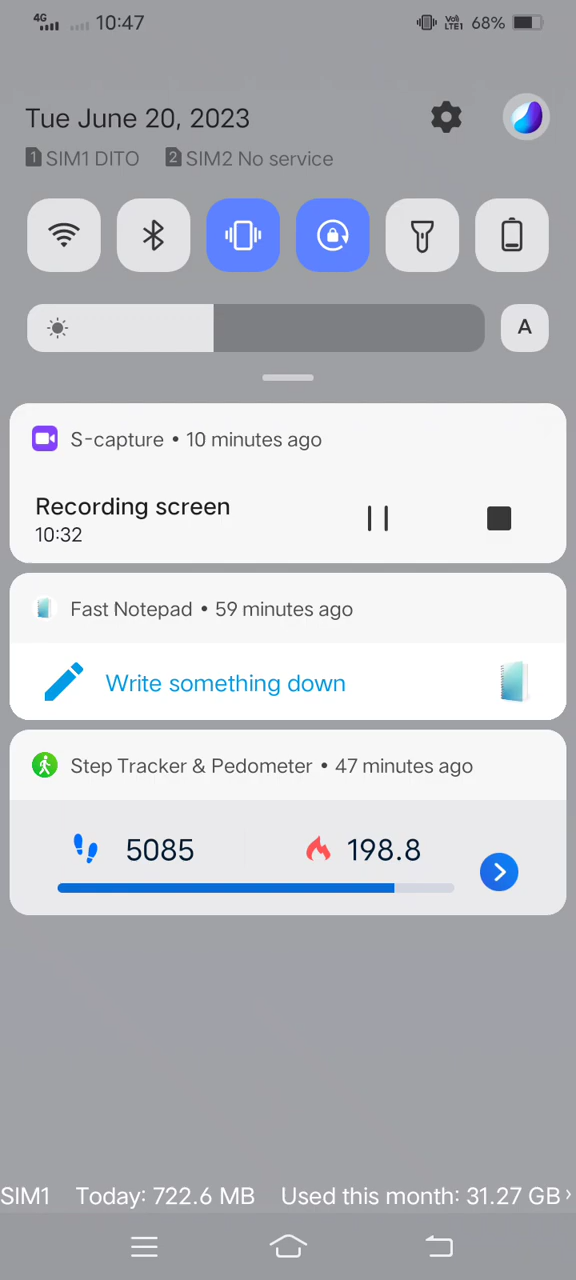 4G 10:47 Vo)) LTE1 68%
Tue June 20, 2023
1 SIM1 DITO 2 SIM2 No service
A
S-capture • 10 minutes ago
Recording screen
10:32
Fast Notepad • 59 minutes ago
Write something down
Step Tracker & Pedometer • 47 minutes ago
5085 198.8
SIM1 Today: 722.6 MB Used this month: 31.27 GB